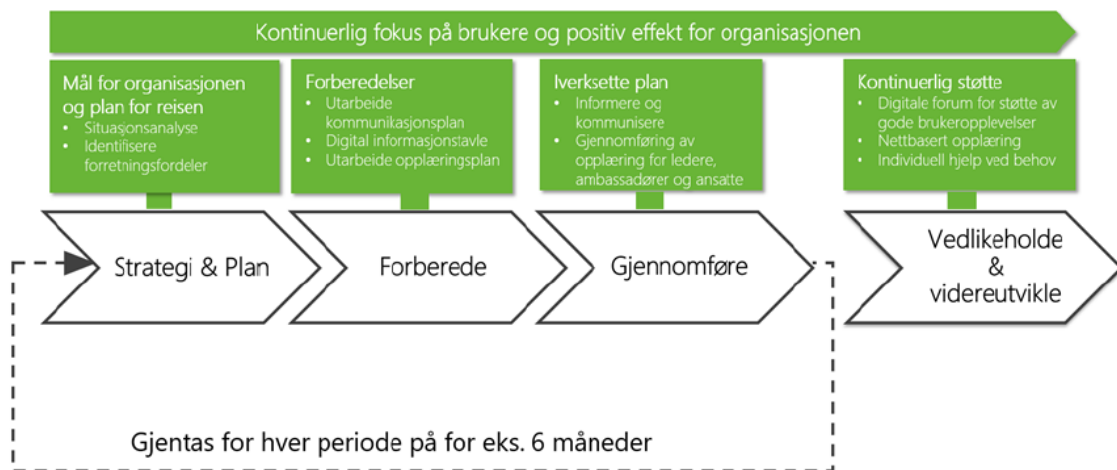 Kontinuerlig fokus på brukere og positiv effekt for organisasjonen
Mål for organisasjonen
og plan for reisen
• Situasjonsanalyse
• Identifisere
forretningsfordeler
Forberedelser
• Utarbeide
kommunikasjonsplan
• Digital informasjonstavle
• Utarbeide opplæringsplan
Iverksette plan
• Informere og
kommunisere
• Gjennomføring av
opplæring for ledere,
ambassadører og ansatte
Kontinuerlig støtte
• Digitale forum for støtte av
gode brukeropplevelser
• Nettbasert opplæring
• Individuell hjelp ved behov
Strategi & Plan
Forberede
Gjennomføre
Vedlikeholde
&
videreutvikle
Gjentas for hver periode på for eks. 6 måneder